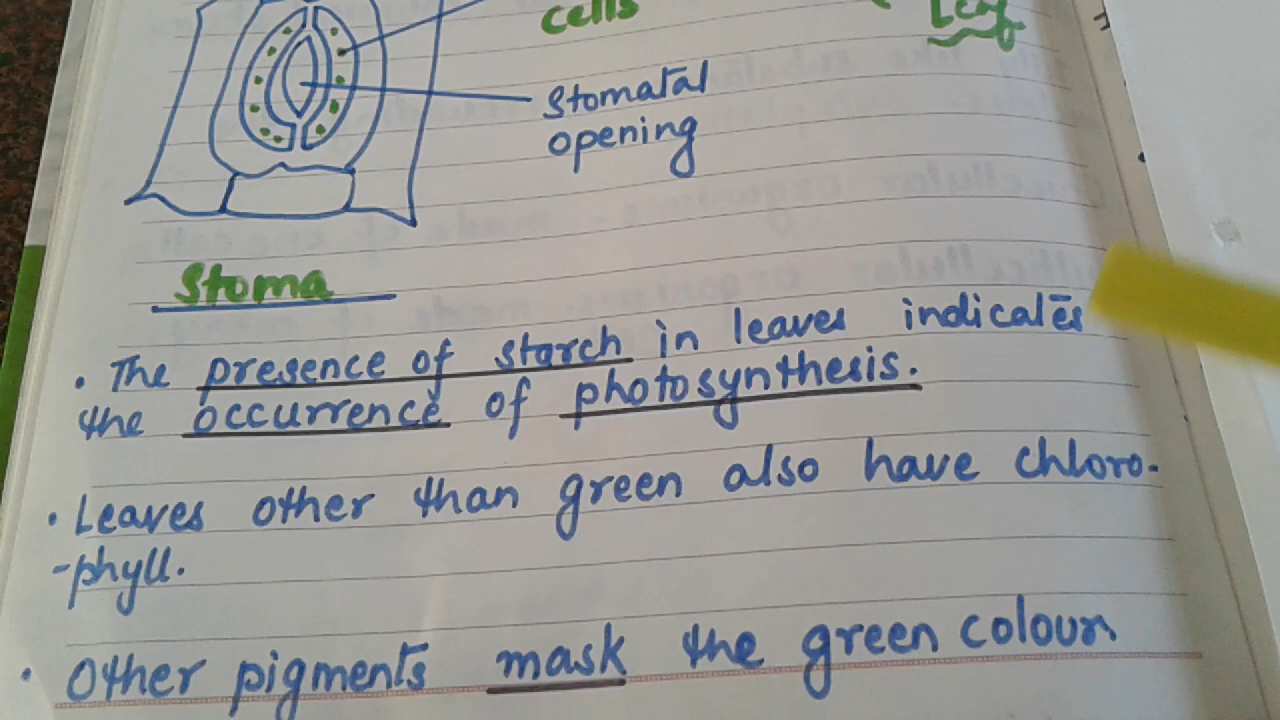 cells
Leaf
Stomatal
opening
Stoma
• The presence of starch in leaves indicates
the occurrence of photosynthesis.
• Leaves other than green also have chloro-
-phyll.
• Other pigments mask the green colour